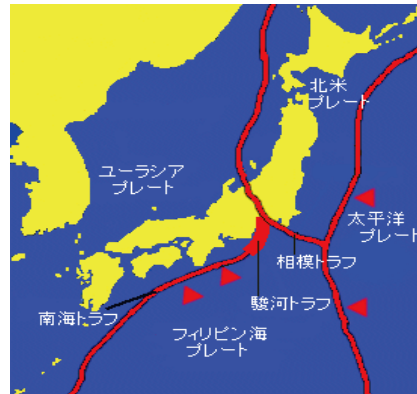 北米
プレート
ユーラシア
プレート
太平洋
プレート
相模トラフ
駿河トラフ
南海トラフ
フィリピン海
プレート